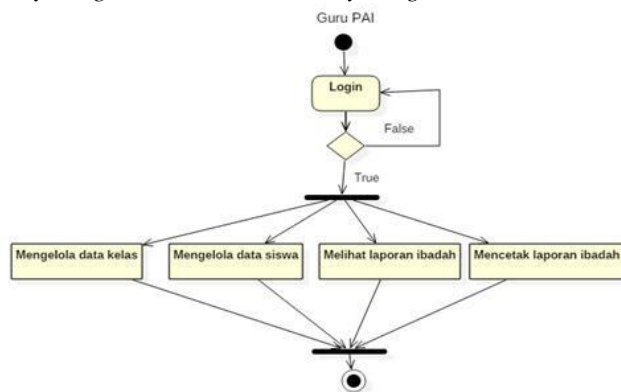 Guru PAI
Login
False
True
Mengelola data kelas
Mengelola data siswa
Melihat laporan ibadah
Mencetak laporan ibadah